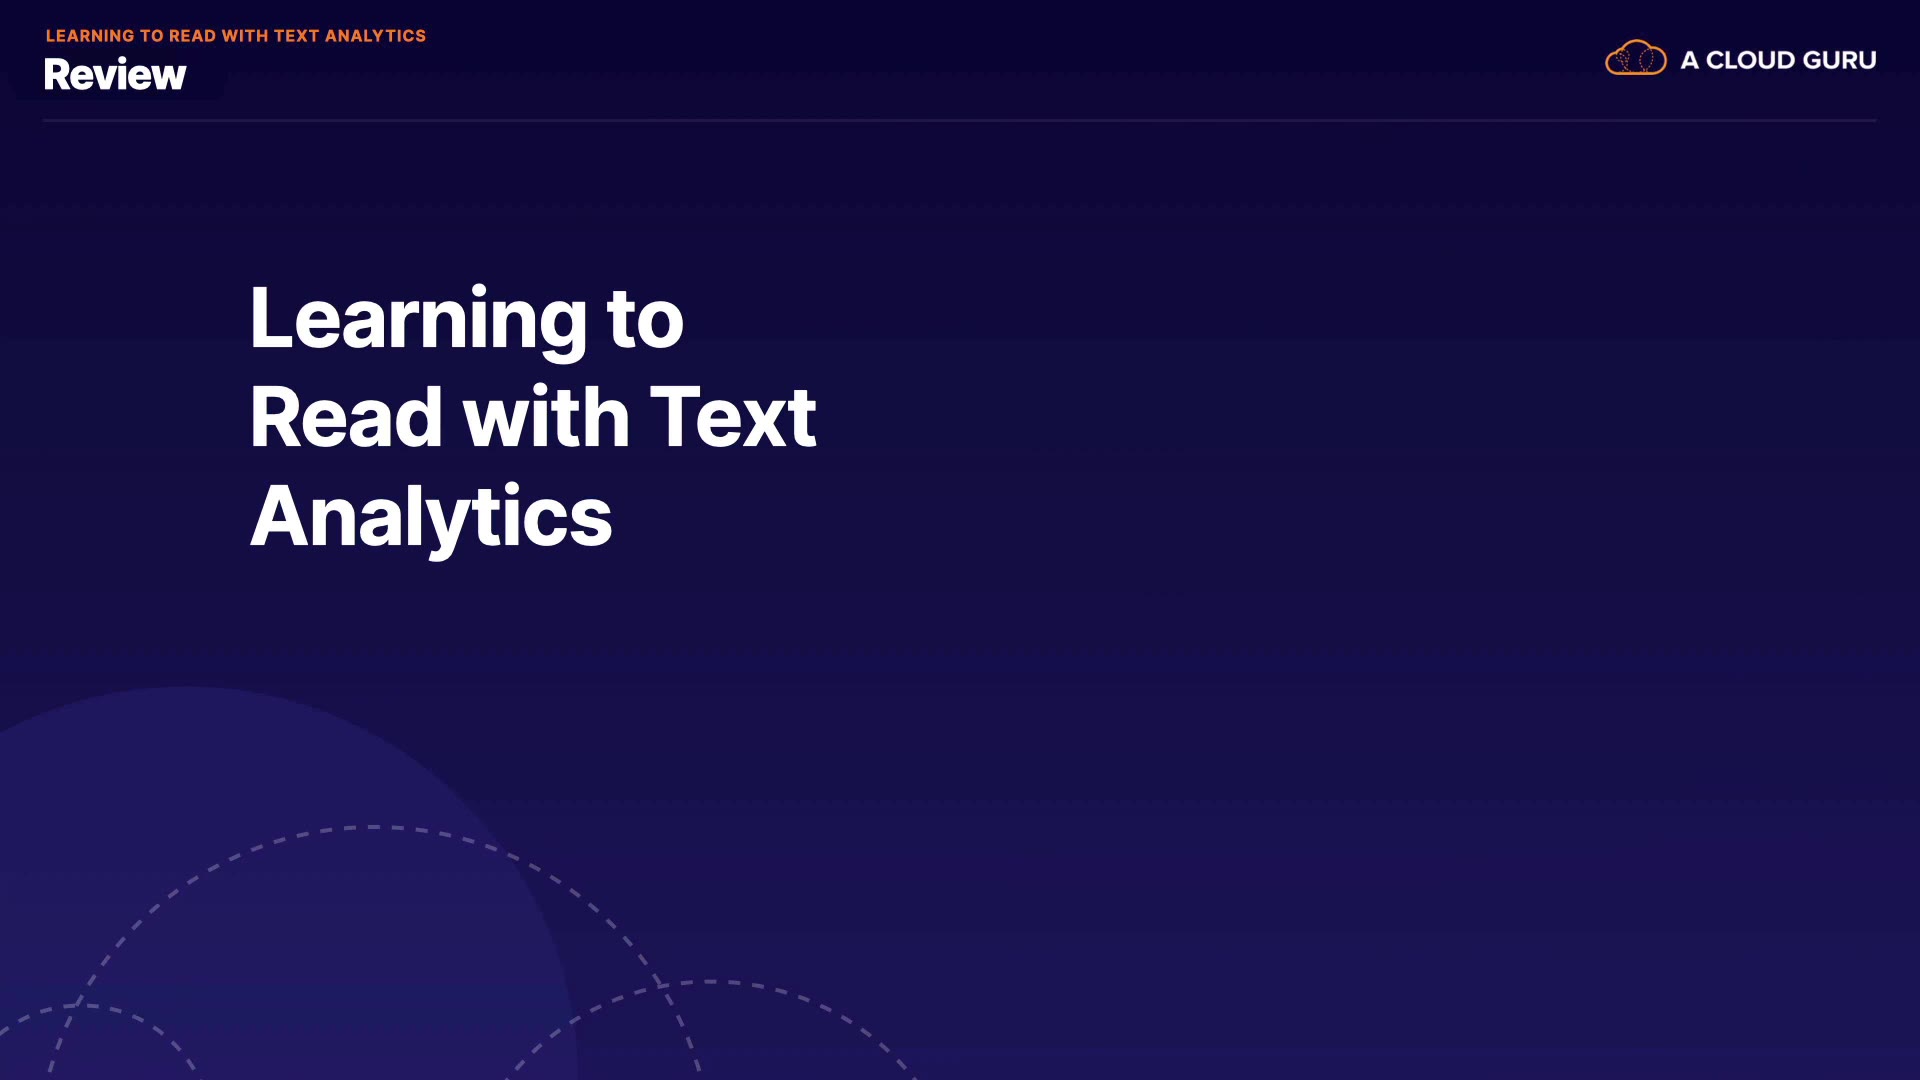 LEARNING TO READ WITH TEXT ANALYTICS
Review
A CLOUD GURU
Learning to
Read with Text
Analytics